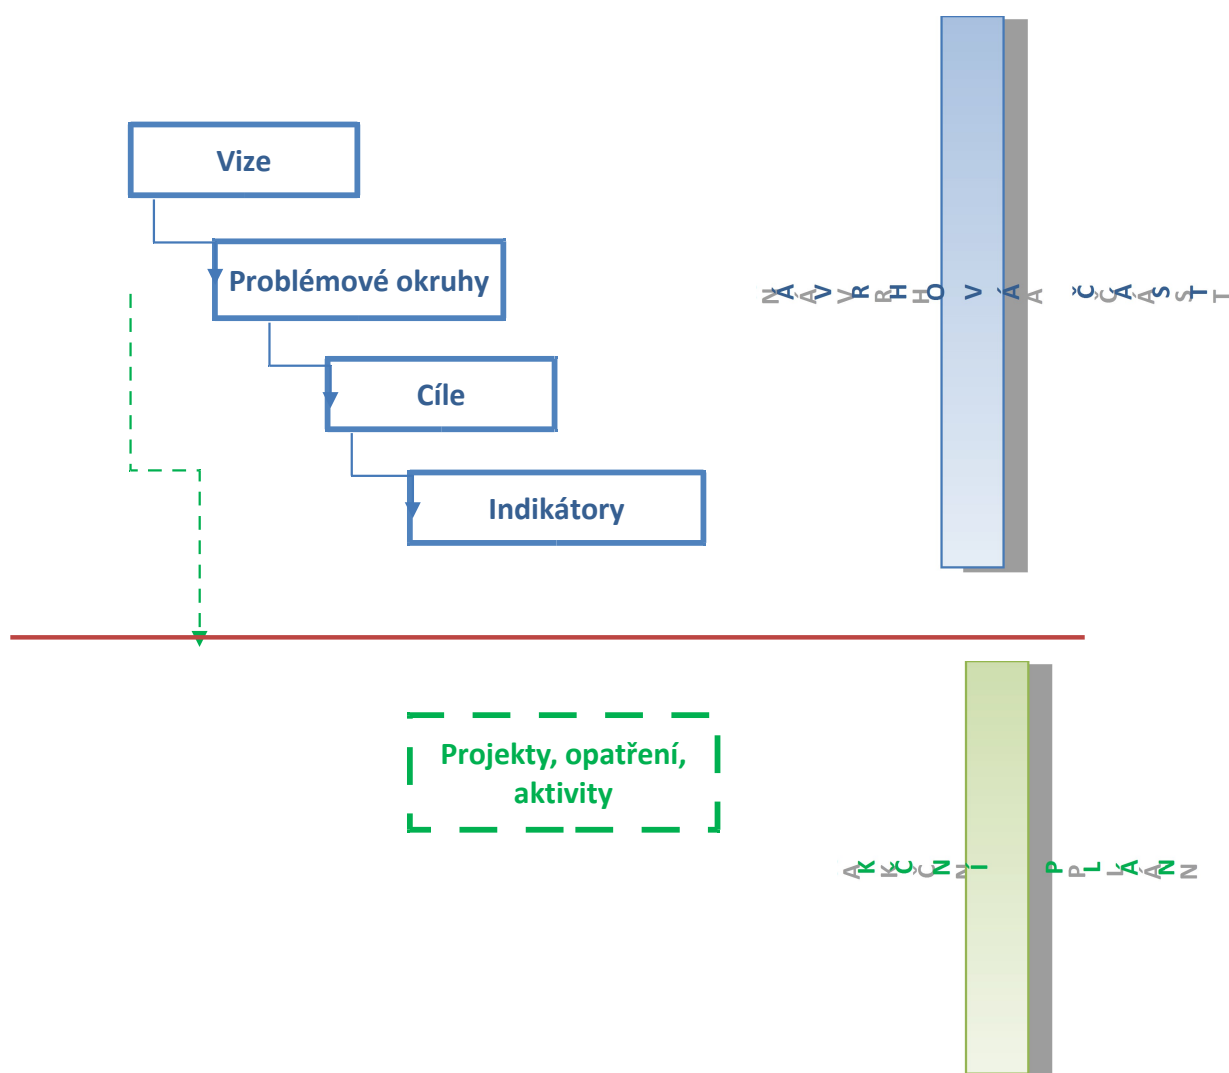 Vize
Problémové okruhy
NÁVRHOVÁ ČÁST
Cíle
Indikátory
Projekty, opatření,
aktivity
AKČNÍ PLÁN